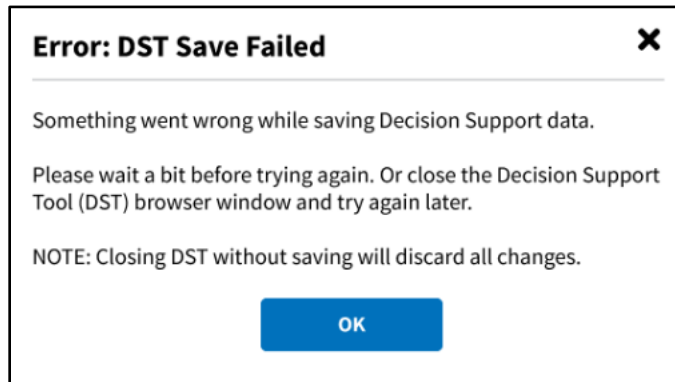 Error: DST Save Failed
Something went wrong while saving Decision Support data.
Please wait a bit before trying again. Or close the Decision Support
Tool (DST) browser window and try again later.
NOTE: Closing DST without saving will discard all changes.
OK